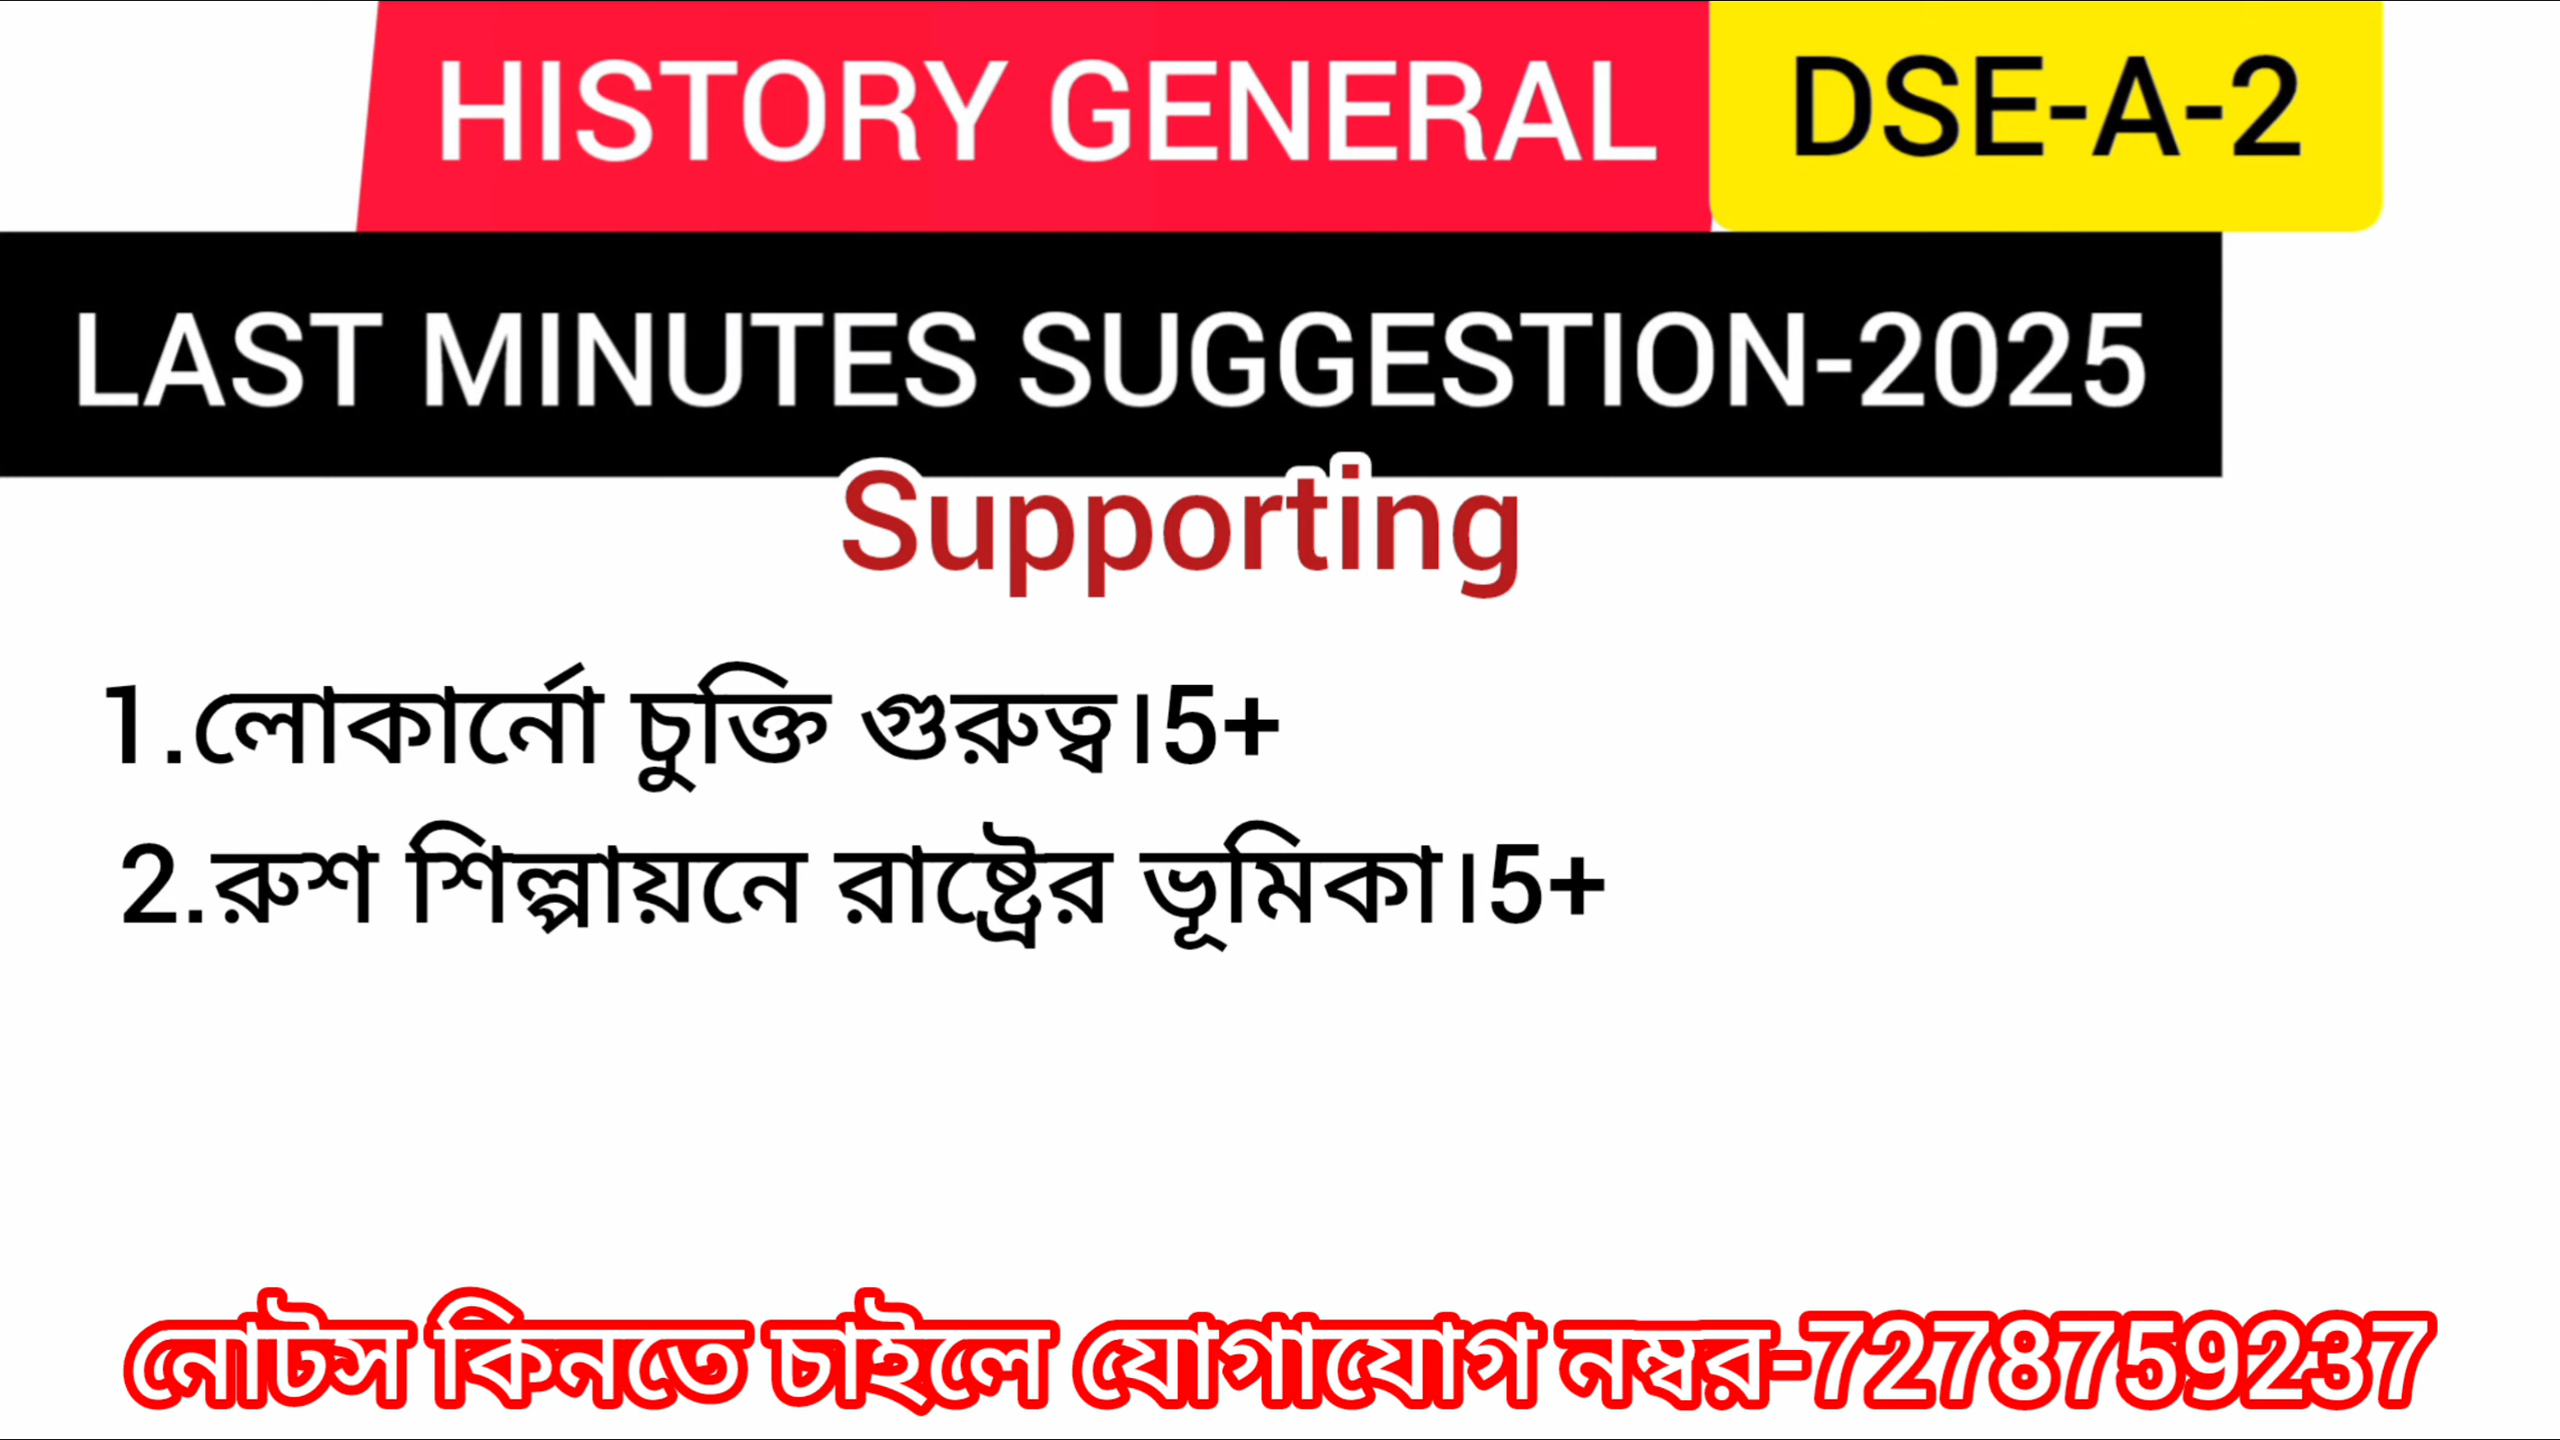 HISTORY GENERAL DSE-A-2
LAST MINUTES SUGGESTION-2025
Supporting
1.লোকার্নো চুক্তি গুরুত্ব।5+
2.রুশ শিল্পায়নে রাষ্ট্রের ভূমিকা।5+
নোটস কিনতে চাইলে যোগাযোগ নম্বর-7278759237